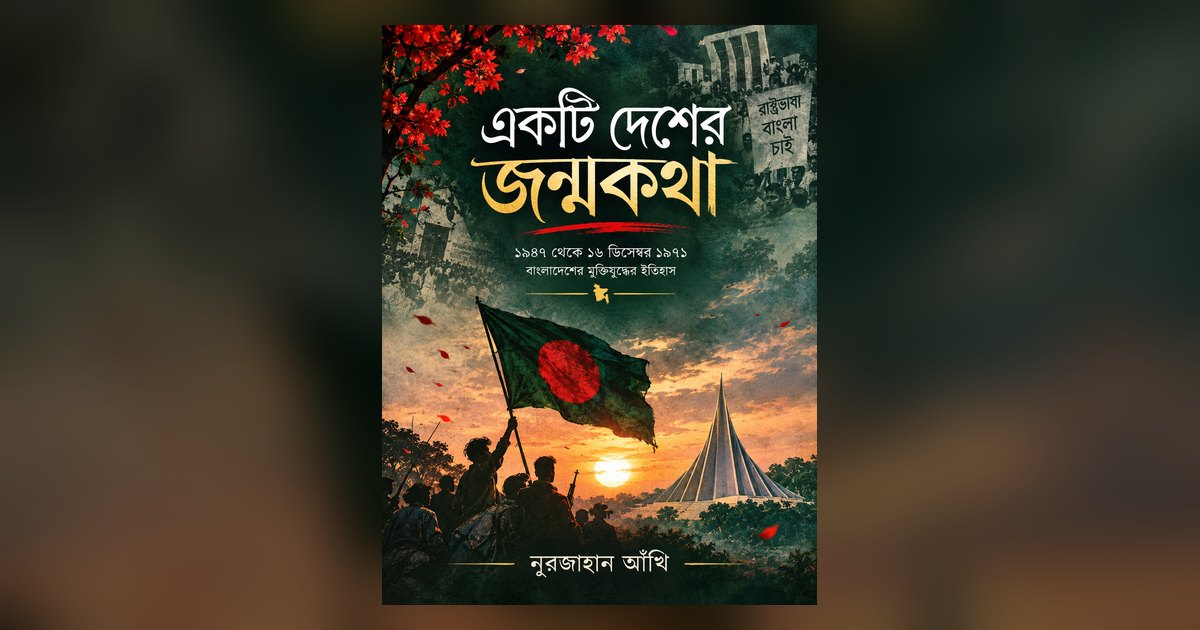 একটি দেশের
জন্মকথা
রাষ্ট্রভাষা
বাংলা
চাই
১৯৪৭ থেকে ১৬ ডিসেম্বর ১৯৭১
বাংলাদেশের মুক্তিযুদ্ধের ইতিহাস
নুরজাহান আঁখি